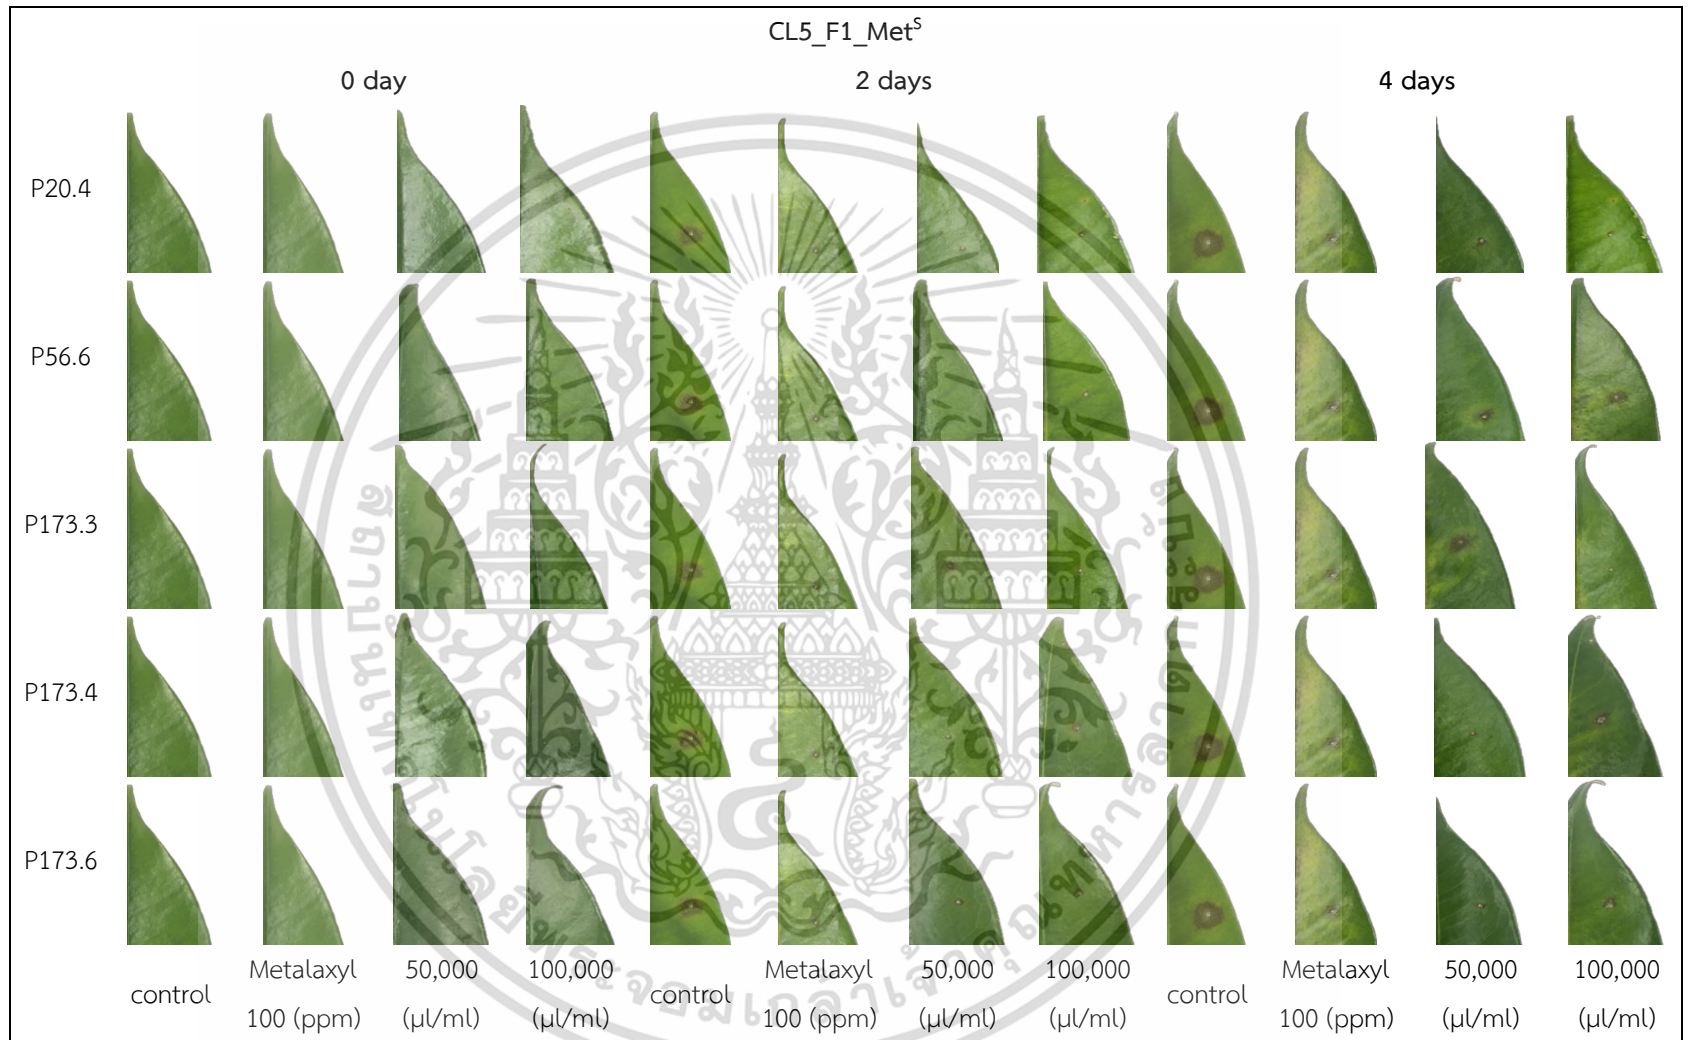 CL5_F1_Metˢ
0 day 2 days 4 days
P20.4
P56.6
P173.3
P173.4
P173.6
control Metalaxyl 100 (ppm) 50,000 (µl/ml) 100,000 (µl/ml) control Metalaxyl 100 (ppm) 50,000 (µl/ml) 100,000 (µl/ml) control Metalaxyl 100 (ppm) 50,000 (µl/ml) 100,000 (µl/ml)